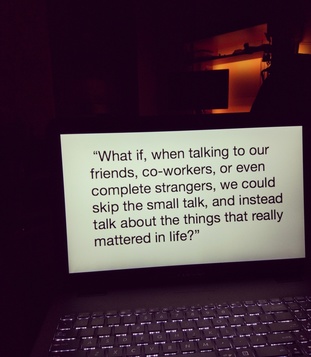 “What if, when talking to our
friends, co-workers, or even
complete strangers, we could
skip the small talk, and instead
talk about the things that really
mattered in life?”